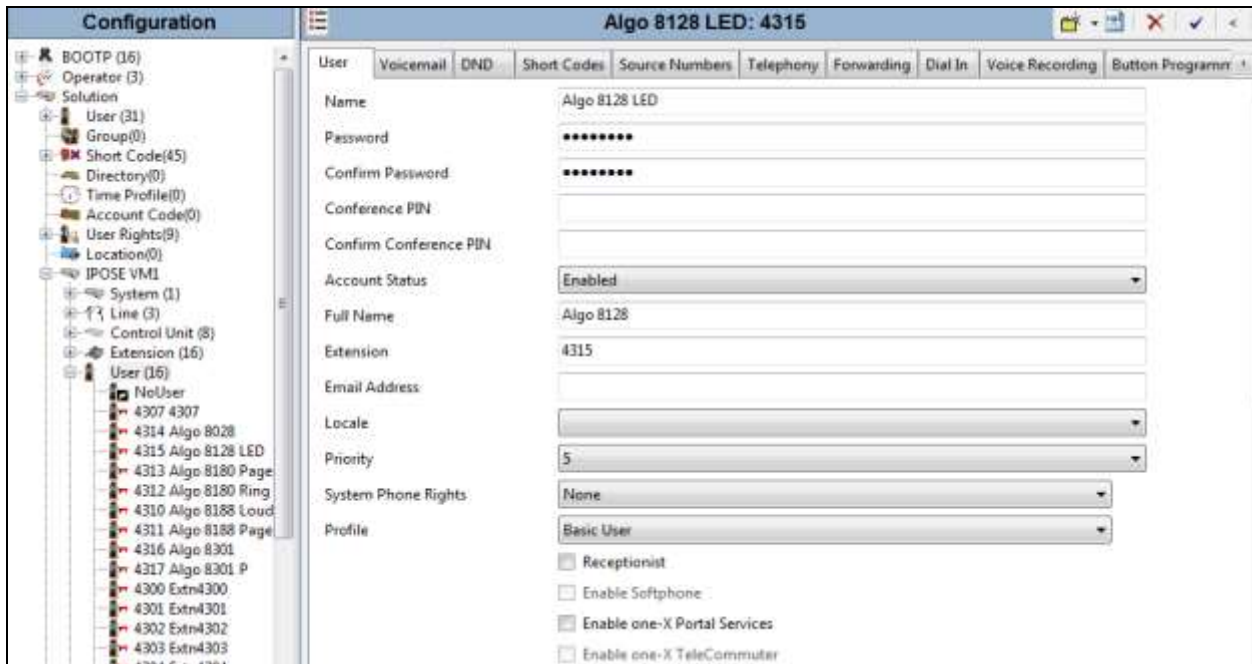 Configuration
BOOTP (16)
Operator (3)
Solution
User (31)
Group(0)
Short Code(45)
Directory(0)
Time Profile(0)
Account Code(0)
User Rights(9)
Location(0)
IPOSE VM1
System (1)
Line (3)
Control Unit (8)
Extension (16)
User (16)
NoUser
4307 4307
4314 Algo 8028
4315 Algo 8128 LED
4313 Algo 8180 Page
4312 Algo 8180 Ring
4310 Algo 8188 Loud
4311 Algo 8188 Page
4316 Algo 8301
4317 Algo 8301 P
4300 Extn4300
4301 Extn4301
4302 Extn4302
4303 Extn4303
Algo 8128 LED: 4315
User Voicemail DND Short Codes Source Numbers Telephony Forwarding Dial In Voice Recording Button Programm
Name Algo 8128 LED
Password ••••••••
Confirm Password ••••••••
Conference PIN
Confirm Conference PIN
Account Status Enabled
Full Name Algo 8128
Extension 4315
Email Address
Locale
Priority 5
System Phone Rights None
Profile Basic User
Receptionist
Enable Softphone
Enable one-X Portal Services
Enable one-X TeleCommuter